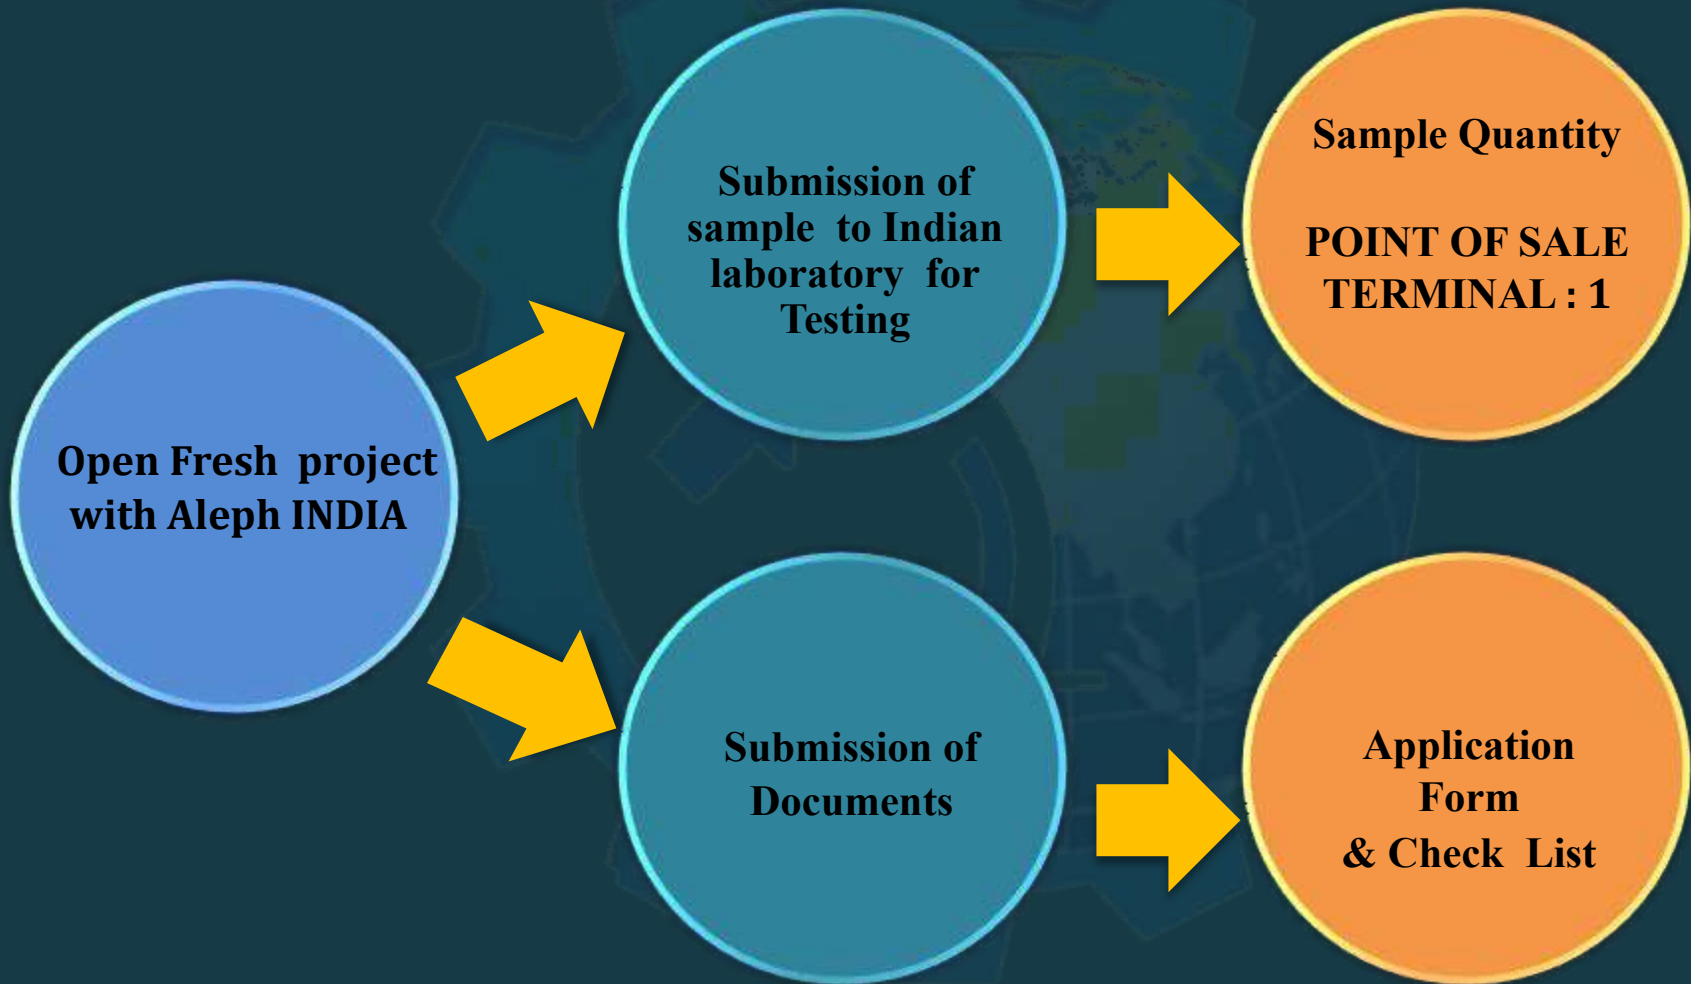 Open Fresh project
with Aleph INDIA
Submission of
sample to Indian
laboratory for
Testing
Sample Quantity
POINT OF SALE
TERMINAL : 1
Submission of
Documents
Application
Form
& Check List